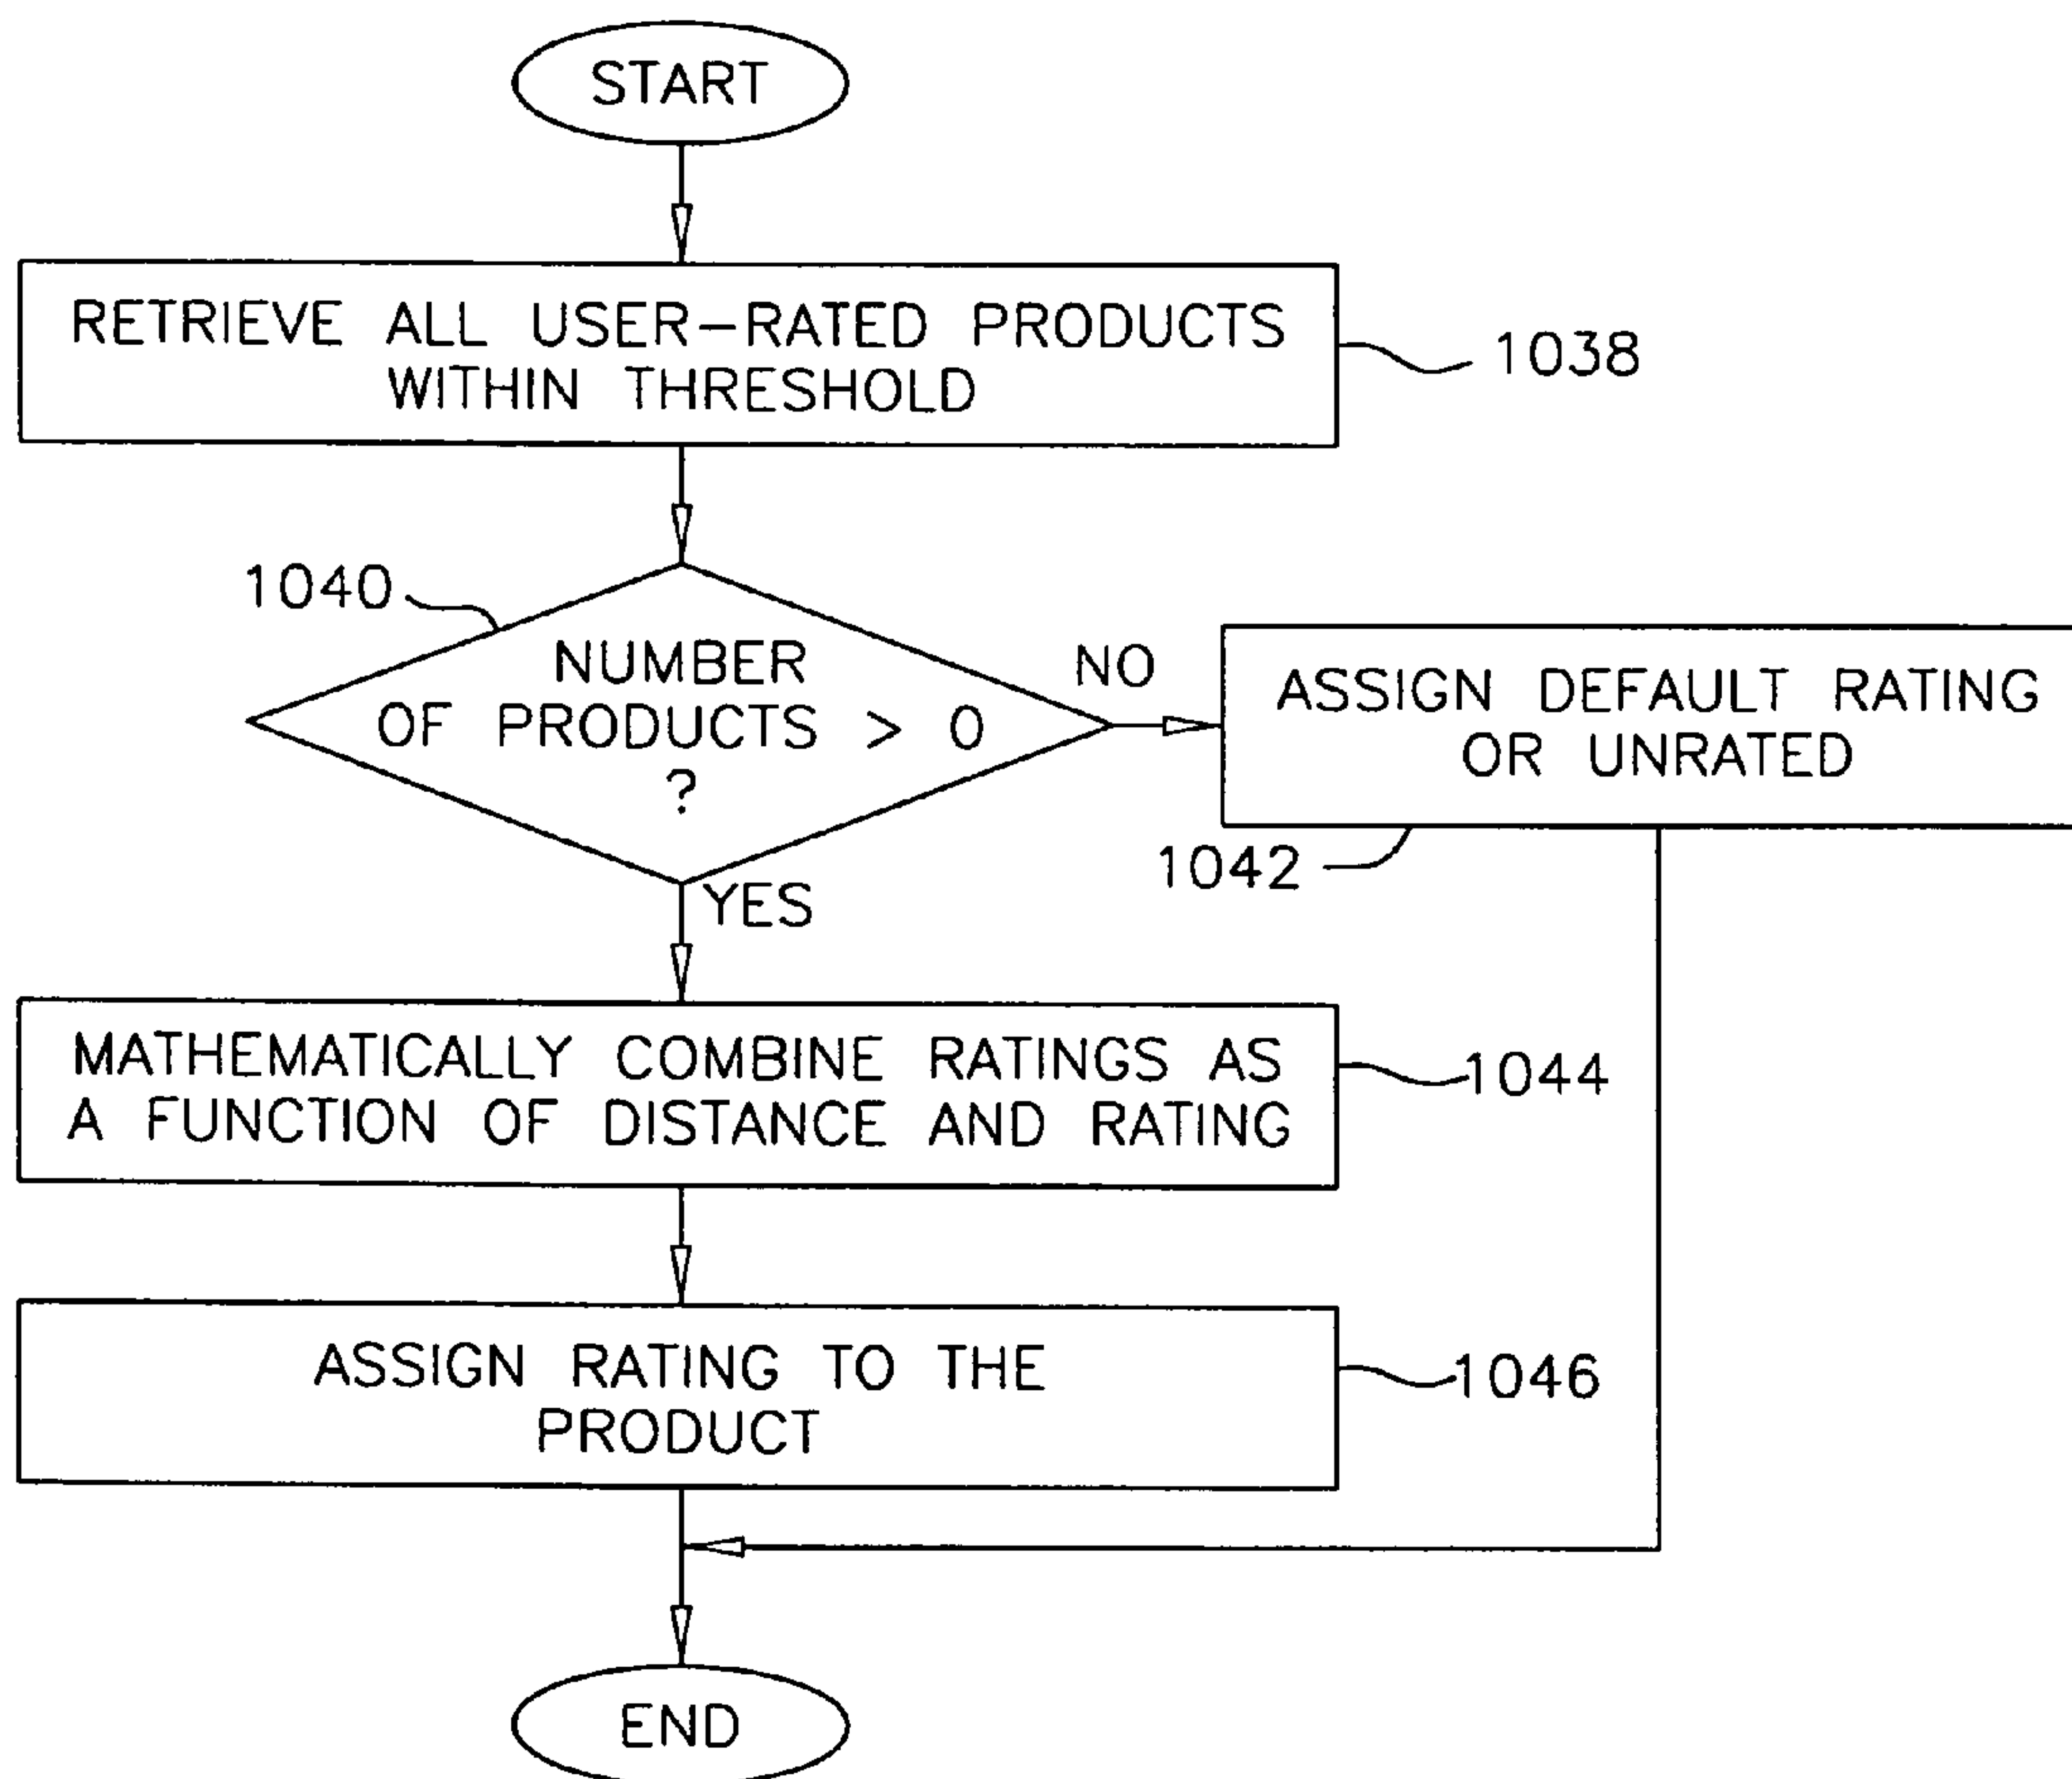 START
RETRIEVE ALL USER-RATED PRODUCTS
WITHIN THRESHOLD
1038
1040
NUMBER
OF PRODUCTS > 0
?
NO
ASSIGN DEFAULT RATING
OR UNRATED
1042
YES
MATHEMATICALLY COMBINE RATINGS AS
A FUNCTION OF DISTANCE AND RATING
1044
ASSIGN RATING TO THE
PRODUCT
1046
END